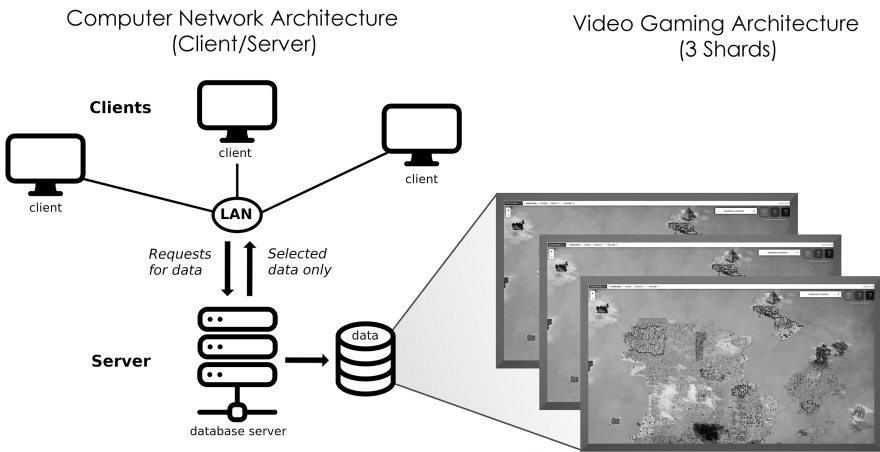 Computer Network Architecture
(Client/Server)
Video Gaming Architecture
(3 Shards)
Clients
client
client
client
LAN
Requests
for data
Selected
data only
data
Server
database server